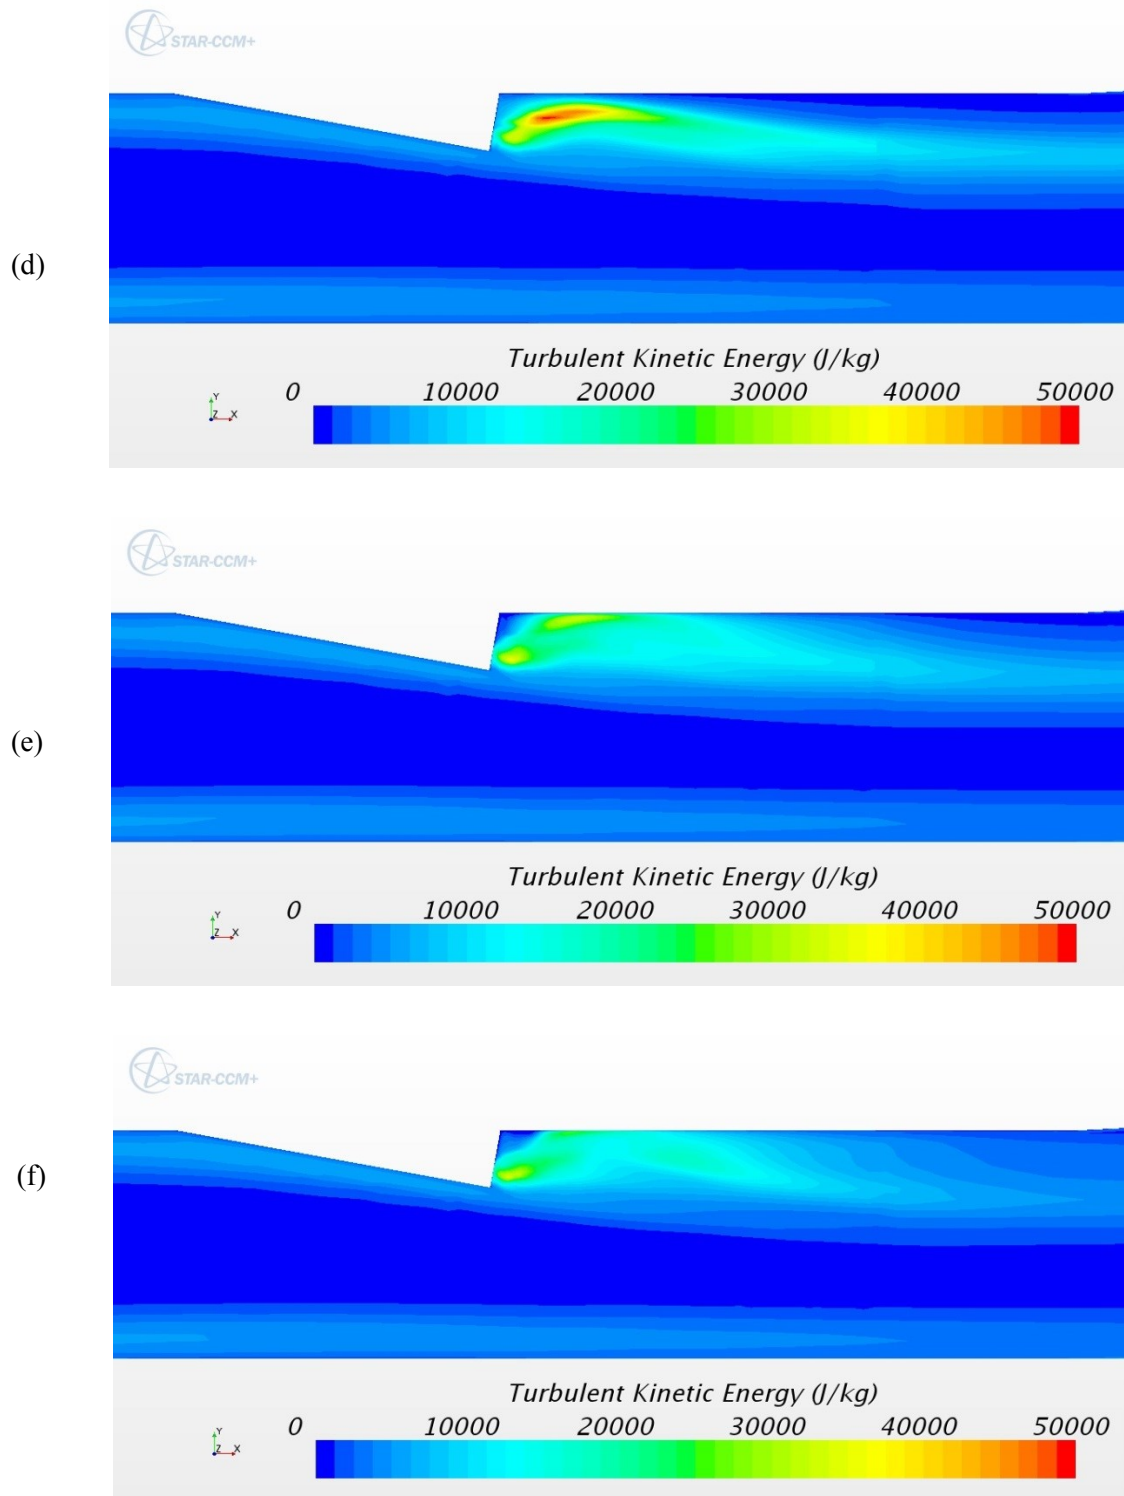 STAR-CCM+
(d)
Turbulent Kinetic Energy (J/kg)
0 10000 20000 30000 40000 50000
Y
Z X
STAR-CCM+
(e)
Turbulent Kinetic Energy (J/kg)
0 10000 20000 30000 40000 50000
Y
Z X
STAR-CCM+
(f)
Turbulent Kinetic Energy (J/kg)
0 10000 20000 30000 40000 50000
Y
Z X